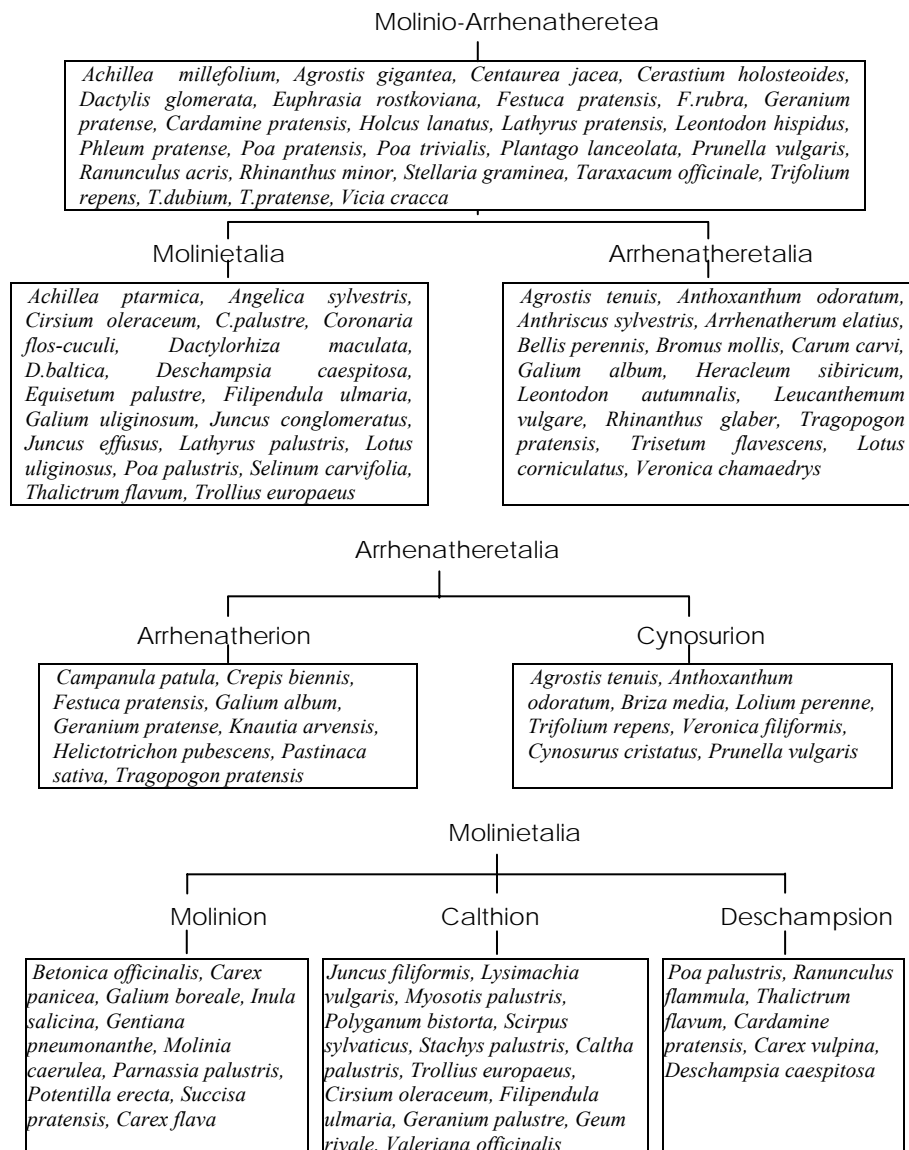 Molinio-Arrhenatheretea
Achillea millefolium, Agrostis gigantea, Centaurea jacea, Cerastium holosteoides,
Dactylis glomerata, Euphrasia rostkoviana, Festuca pratensis, F.rubra, Geranium
pratense, Cardamine pratensis, Holcus lanatus, Lathyrus pratensis, Leontodon hispidus,
Phleum pratense, Poa pratensis, Poa trivialis, Plantago lanceolata, Prunella vulgaris,
Ranunculus acris, Rhinanthus minor, Stellaria graminea, Taraxacum officinale, Trifolium
repens, T.dubium, T.pratense, Vicia cracca
Molinietalia
Achillea ptarmica, Angelica sylvestris,
Cirsium oleraceum, C.palustre, Coronaria
flos-cuculi, Dactylorhiza maculata,
D.baltica, Deschampsia caespitosa,
Equisetum palustre, Filipendula ulmaria,
Galium uliginosum, Juncus conglomeratus,
Juncus effusus, Lathyrus palustris, Lotus
uliginosus, Poa palustris, Selinum carvifolia,
Thalictrum flavum, Trollius europaeus
Arrhenatheretalia
Agrostis tenuis, Anthoxanthum odoratum,
Anthriscus sylvestris, Arrhenatherum elatius,
Bellis perennis, Bromus mollis, Carum carvi,
Galium album, Heracleum sibiricum,
Leontodon autumnalis, Leucanthemum
vulgare, Rhinanthus glaber, Tragopogon
pratensis, Trisetum flavescens, Lotus
corniculatus, Veronica chamaedrys
Arrhenatheretalia
Arrhenatherion
Campanula patula, Crepis biennis,
Festuca pratensis, Galium album,
Geranium pratense, Knautia arvensis,
Helictotrichon pubescens, Pastinaca
sativa, Tragopogon pratensis
Cynosurion
Agrostis tenuis, Anthoxanthum
odoratum, Briza media, Lolium perenne,
Trifolium repens, Veronica filiformis,
Cynosurus cristatus, Prunella vulgaris
Molinietalia
Molinion
Betonica officinalis, Carex
panicea, Galium boreale, Inula
salicina, Gentiana
pneumonanthe, Molinia
caerulea, Parnassia palustris,
Potentilla erecta, Succisa
pratensis, Carex flava
Calthion
Juncus filiformis, Lysimachia
vulgaris, Myosotis palustris,
Polyganum bistorta, Scirpus
sylvaticus, Stachys palustris, Caltha
palustris, Trollius europaeus,
Cirsium oleraceum, Filipendula
ulmaria, Geranium palustre, Geum
rivale, Valeriana officinalis
Deschampsion
Poa palustris, Ranunculus
flammula, Thalictrum
flavum, Cardamine
pratensis, Carex vulpina,
Deschampsia caespitosa